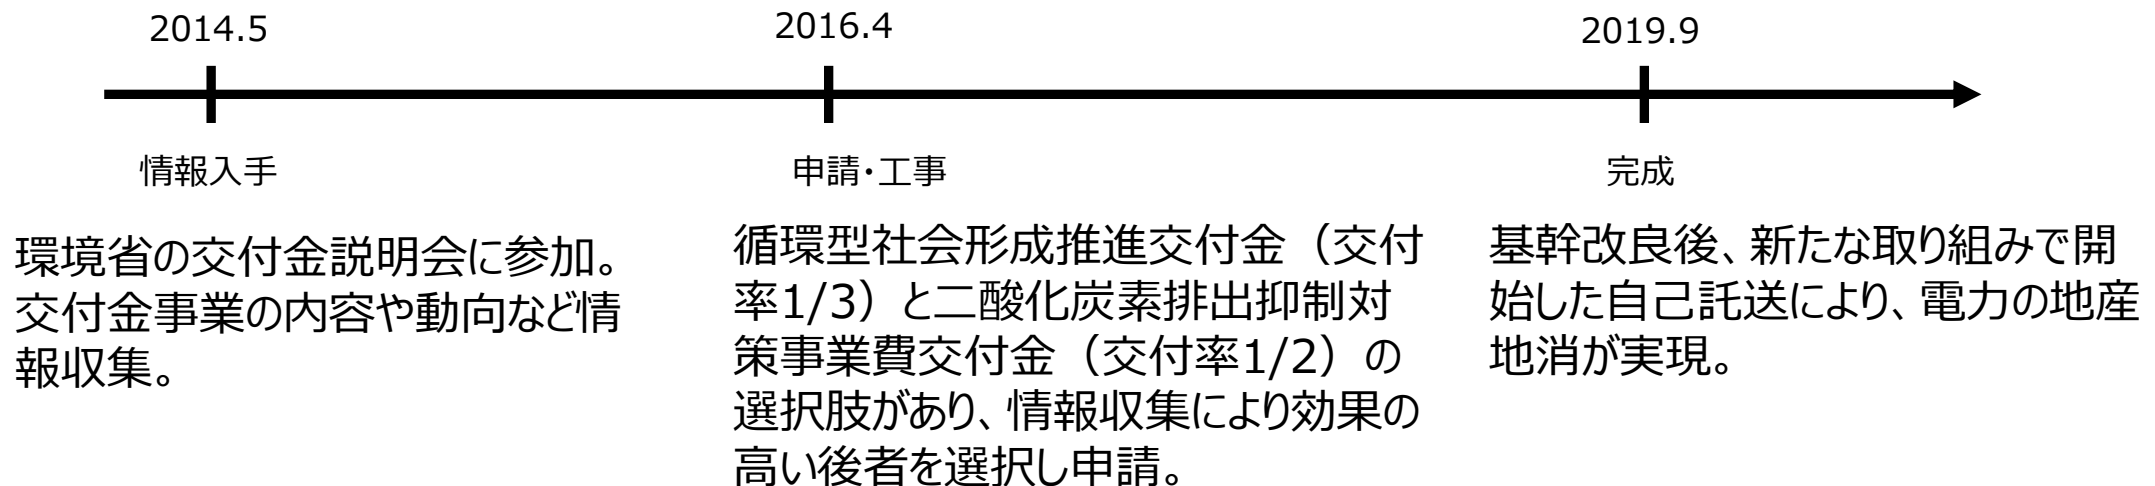 2014.5
2016.4
2019.9
情報入手
申請・工事
完成
環境省の交付金説明会に参加。
交付金事業の内容や動向など情
報収集。
循環型社会形成推進交付金（交付
率1/3）と二酸化炭素排出抑制対
策事業費交付金（交付率1/2）の
選択肢があり、情報収集により効果の
高い後者を選択し申請。
基幹改良後、新たな取り組みで開
始した自己託送により、電力の地産
地消が実現。